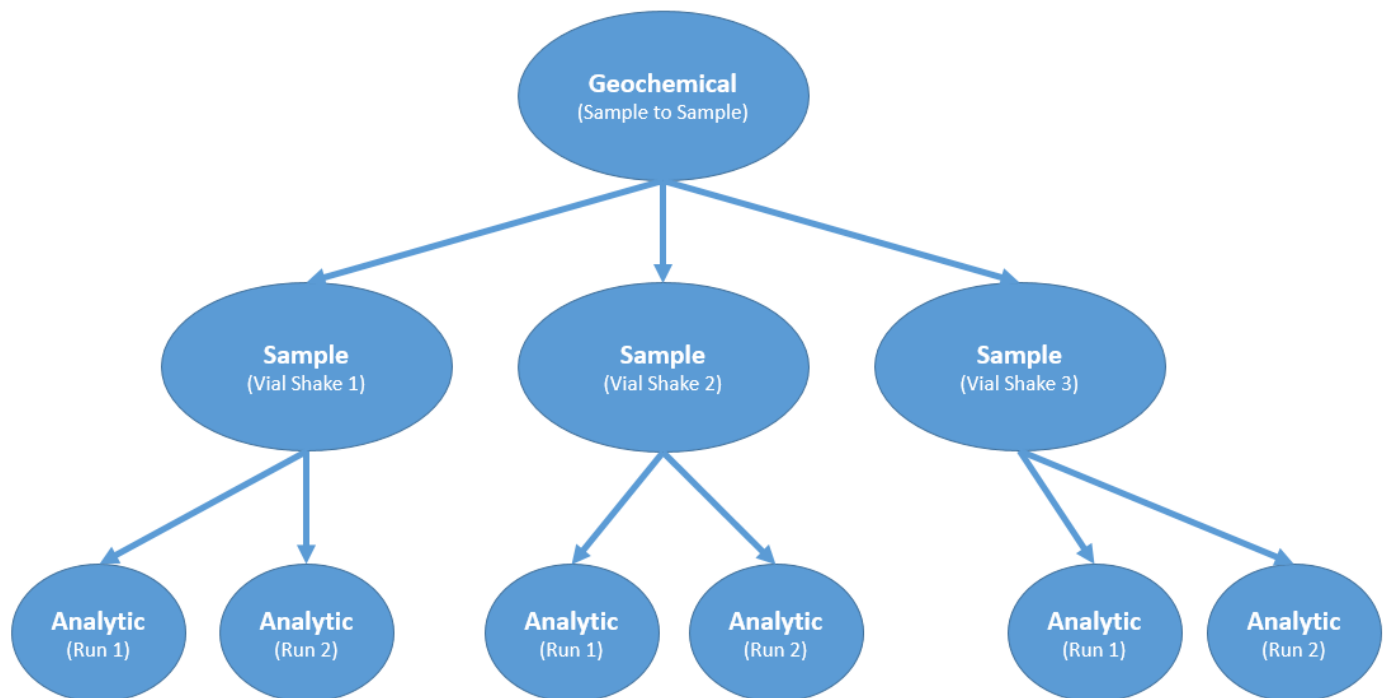 Geochemical
(Sample to Sample)
Sample
(Vial Shake 1)
Sample
(Vial Shake 2)
Sample
(Vial Shake 3)
Analytic
(Run 1)
Analytic
(Run 2)
Analytic
(Run 1)
Analytic
(Run 2)
Analytic
(Run 1)
Analytic
(Run 2)